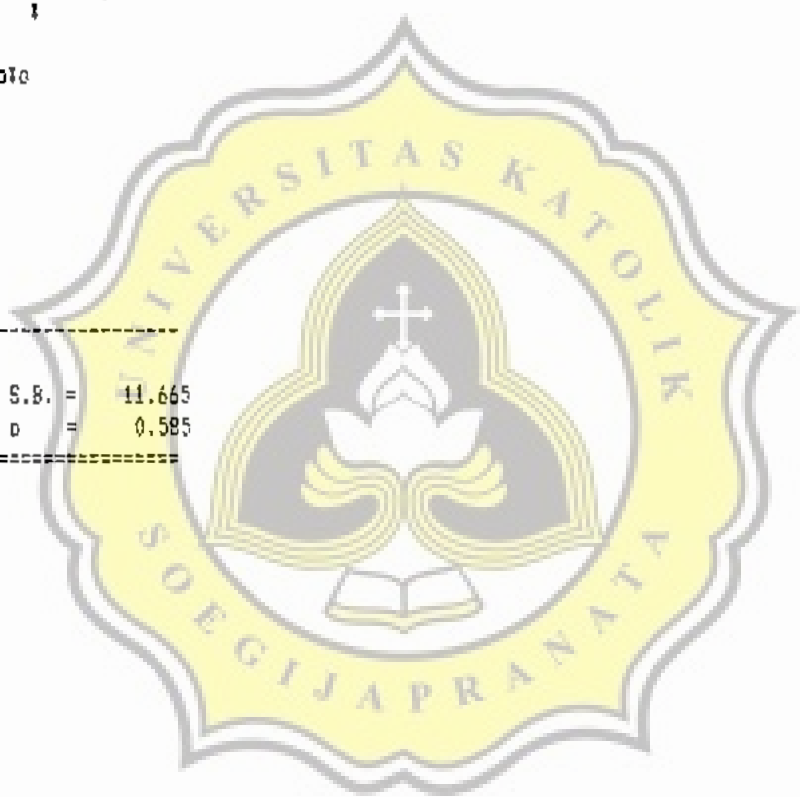 UNIVERSITAS KATOLIK
S.B. = 11.665
p = 0.585
SOEGIJAPRANATA